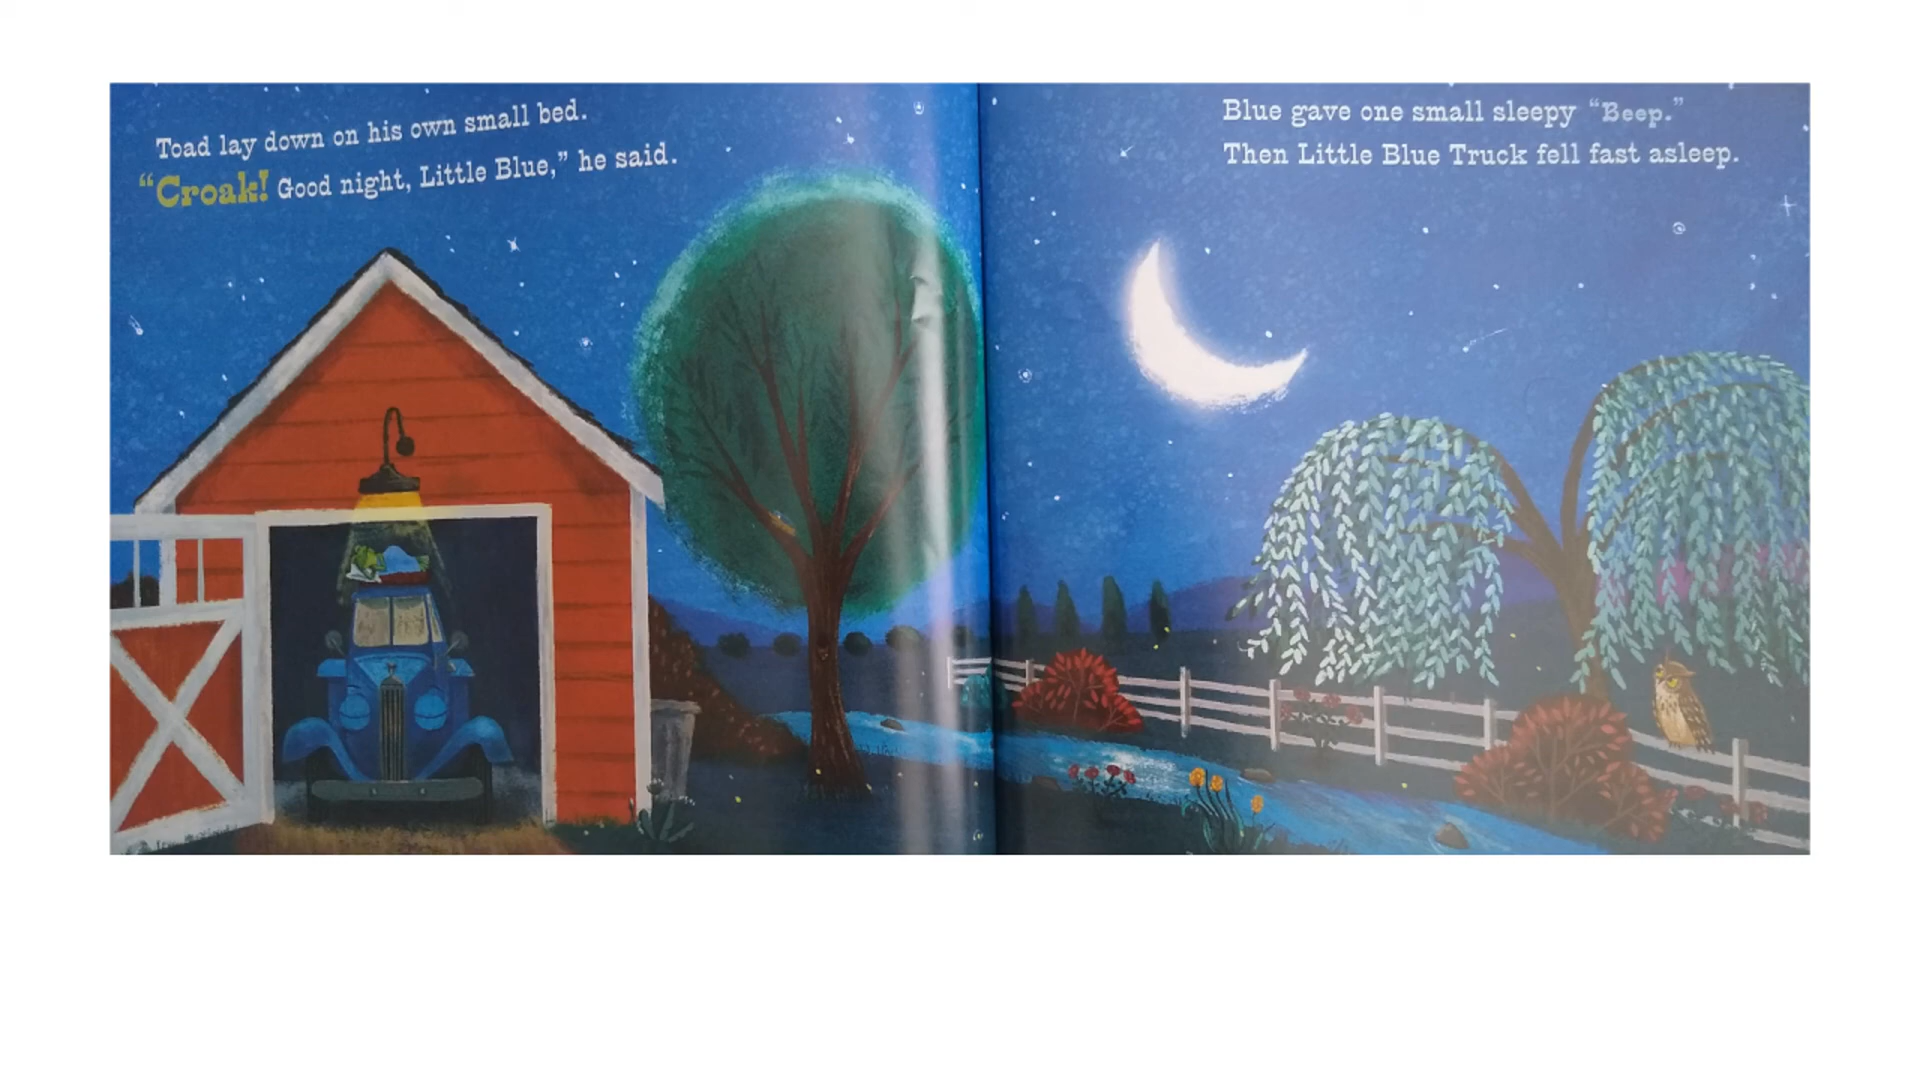 Toad lay down on his own small bed.
“Croak! Good night, Little Blue,” he said.
Blue gave one small sleepy “Beep.”
Then Little Blue Truck fell fast asleep.